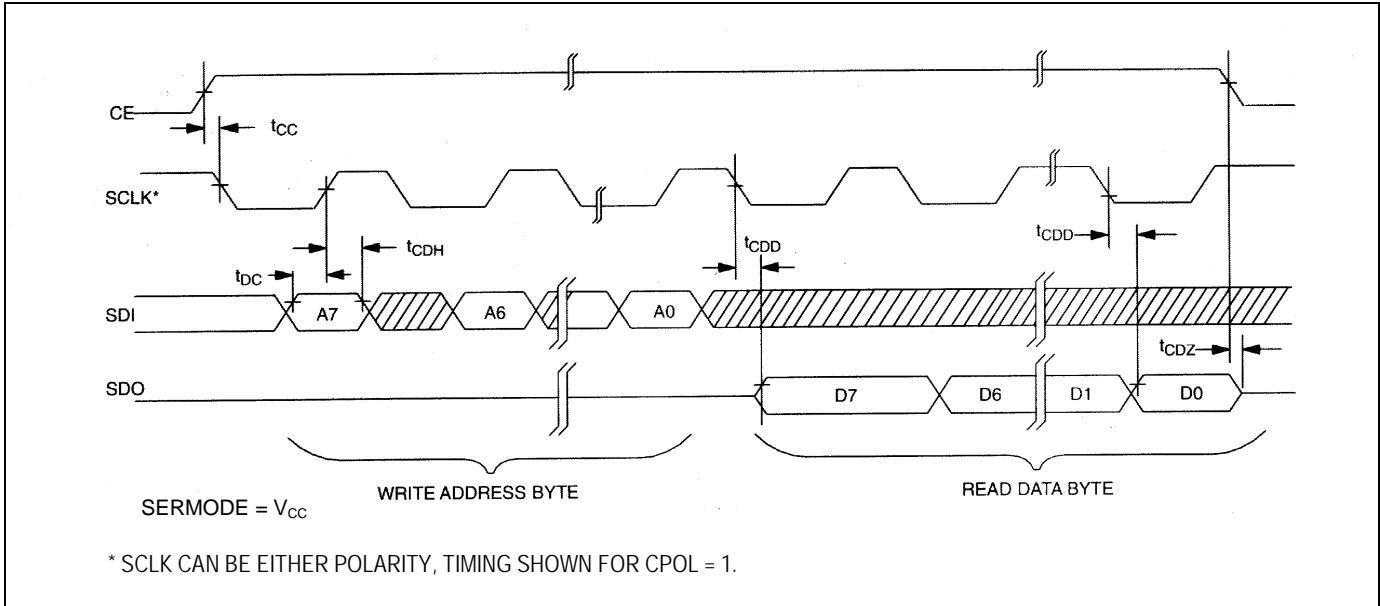 CE
tCC
SCLK*
tCDH
tCDD
tCDD
tDC
SDI
A7
A6
A0
tCDZ
SDO
D7
D6
D1
D0
WRITE ADDRESS BYTE
READ DATA BYTE
SERMODE = VCC
* SCLK CAN BE EITHER POLARITY, TIMING SHOWN FOR CPOL = 1.